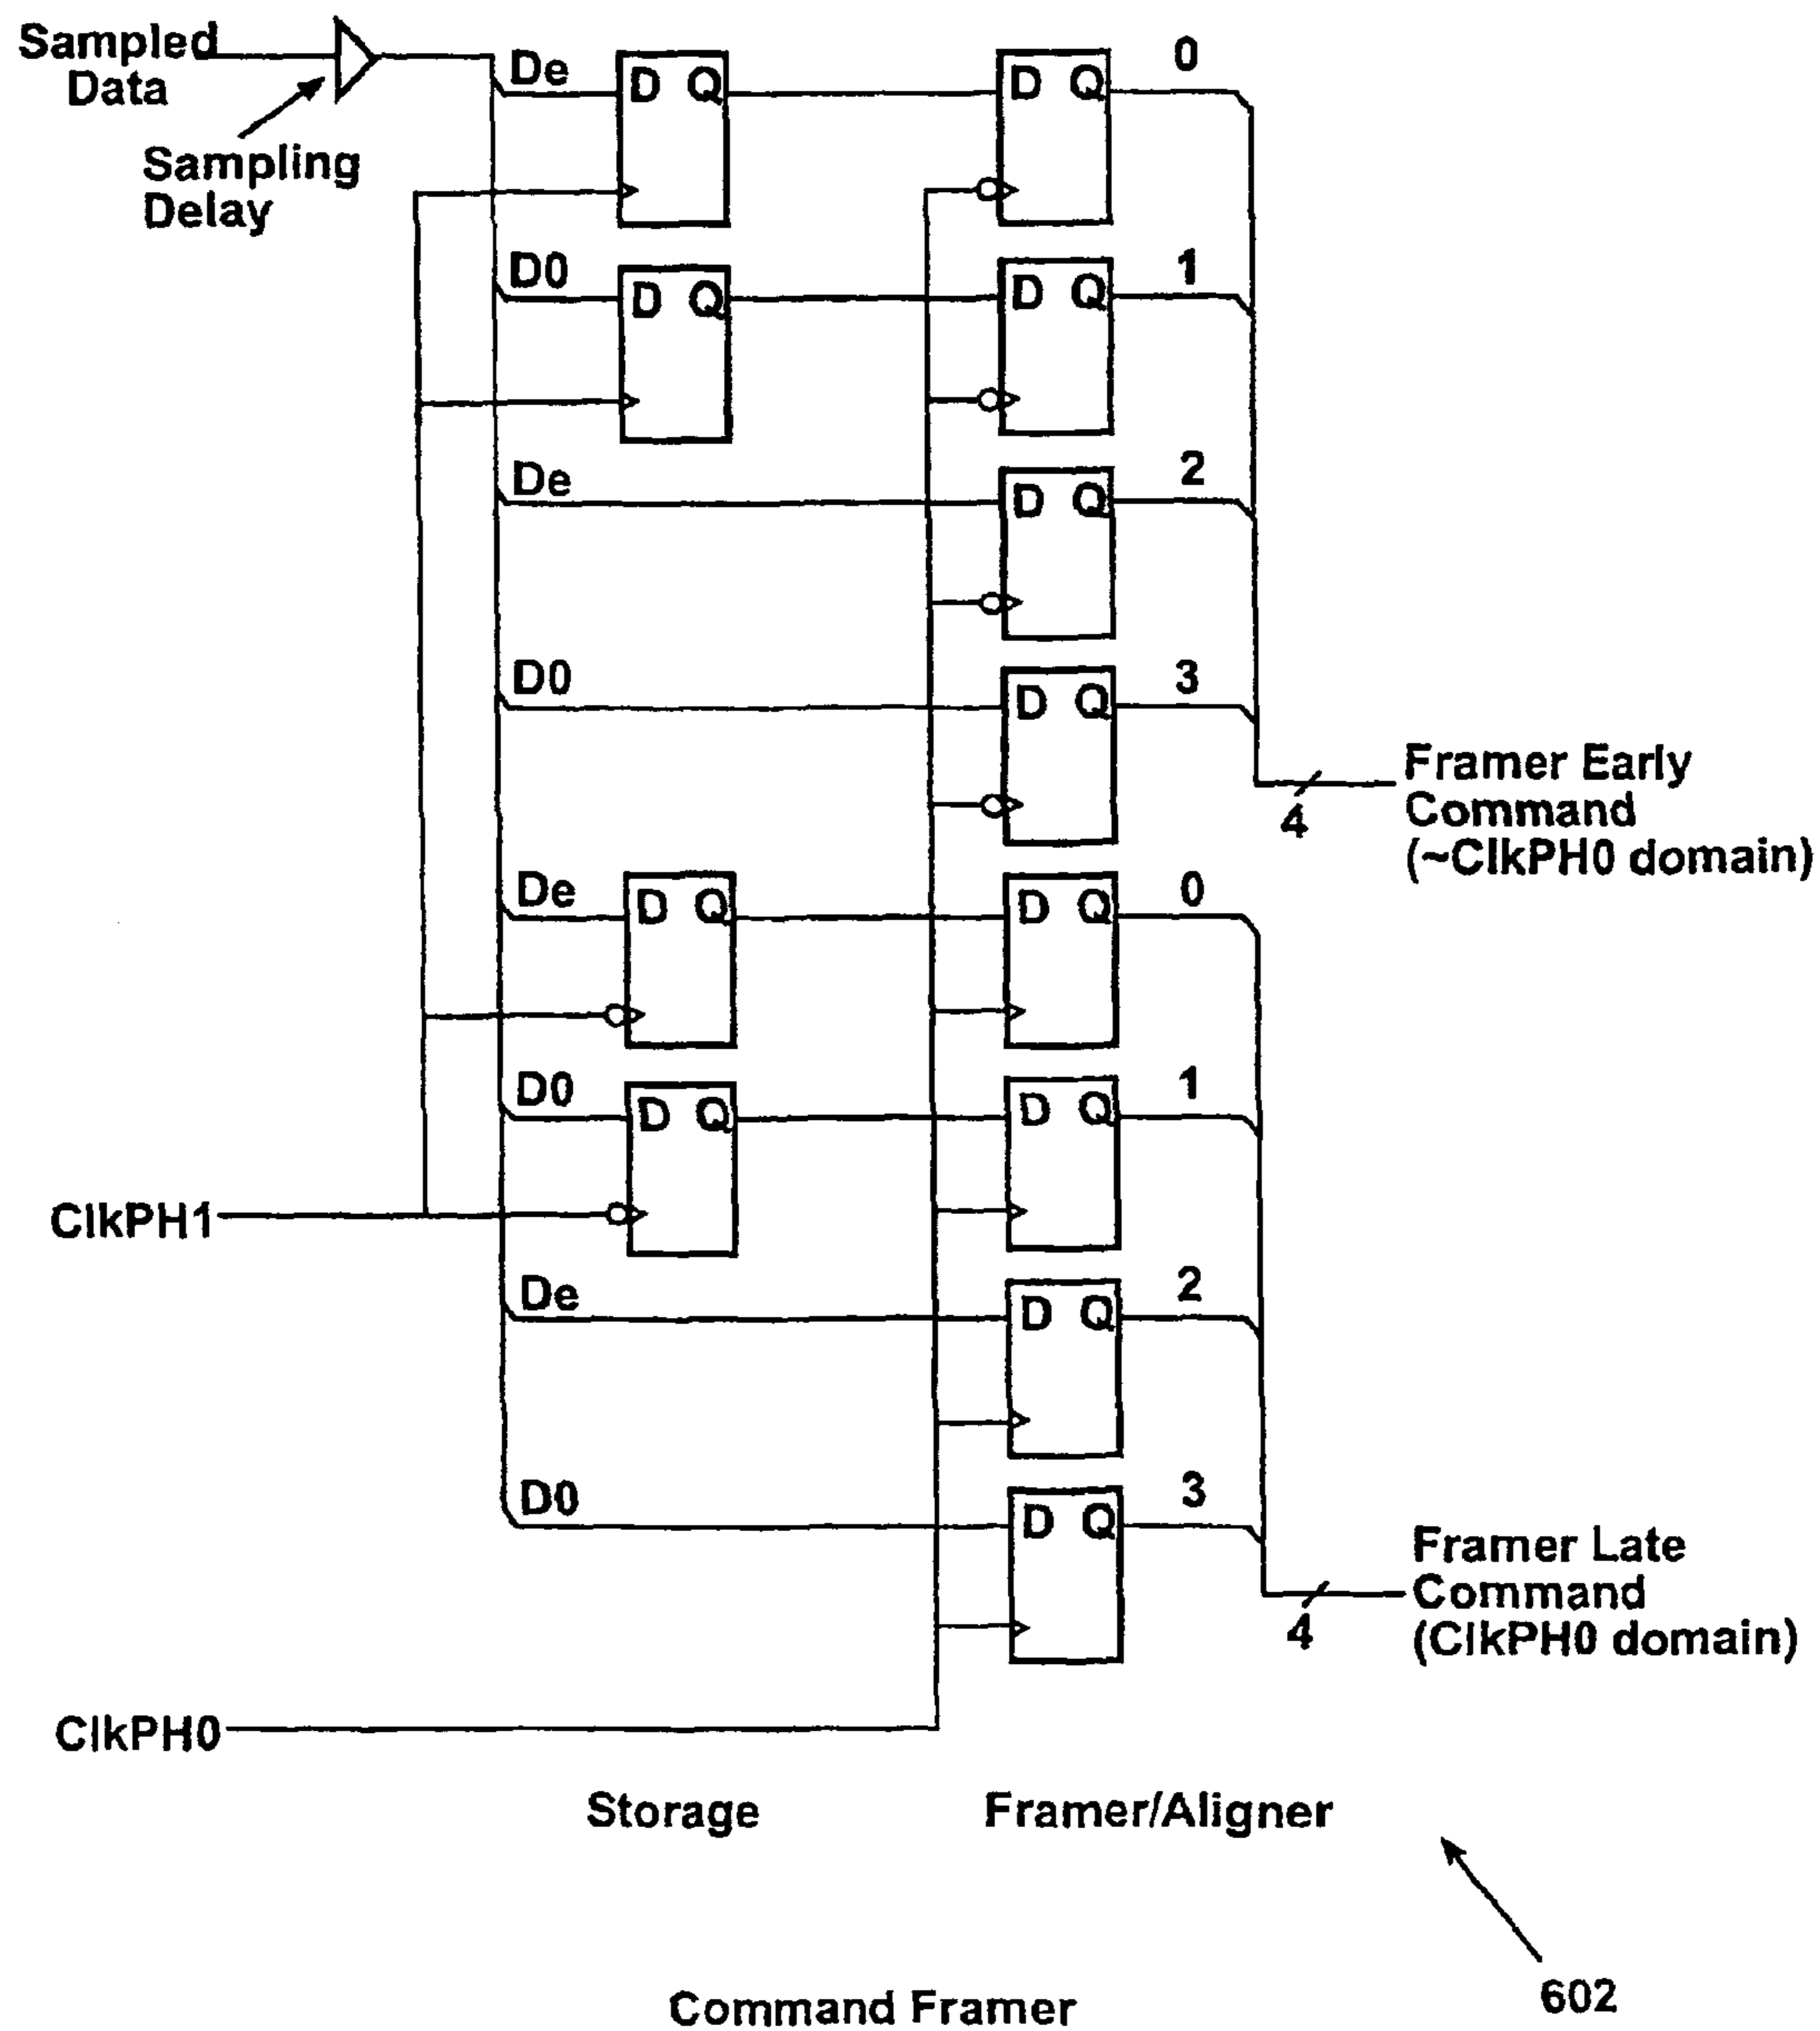 Sampled
Data
Sampling
Delay
De
D Q
D Q
0
D0
D Q
D Q
1
De
D Q
2
D0
D Q
3
Framer Early
Command
(~ClkPH0 domain)
4
De
D Q
D Q
0
D0
D Q
D Q
1
ClkPH1
De
D Q
2
D0
D Q
3
Framer Late
Command
(ClkPH0 domain)
4
ClkPH0
Storage
Framer/Aligner
602
Command Framer